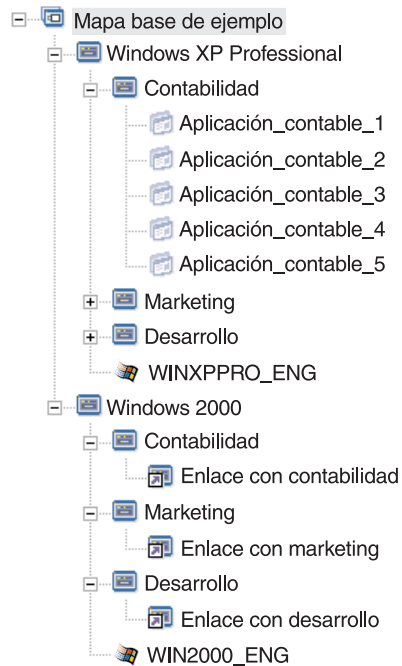 Mapa base de ejemplo
Windows XP Professional
Contabilidad
Aplicación_contable_1
Aplicación_contable_2
Aplicación_contable_3
Aplicación_contable_4
Aplicación_contable_5
Marketing
Desarrollo
WINXPPRO_ENG
Windows 2000
Contabilidad
Enlace con contabilidad
Marketing
Enlace con marketing
Desarrollo
Enlace con desarrollo
WIN2000_ENG